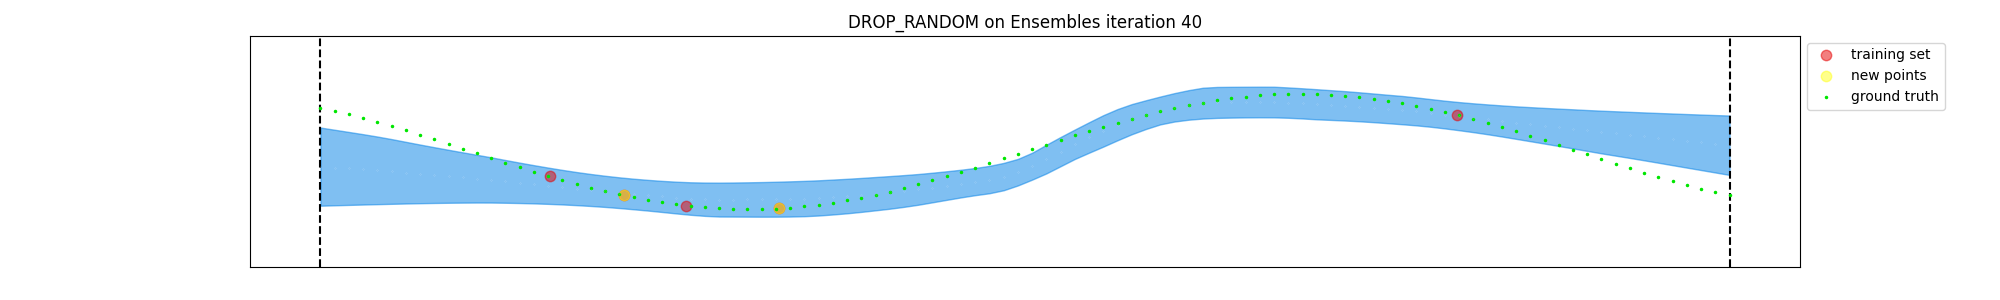 DROP_RANDOM on Ensembles iteration 40
training set
new points
ground truth